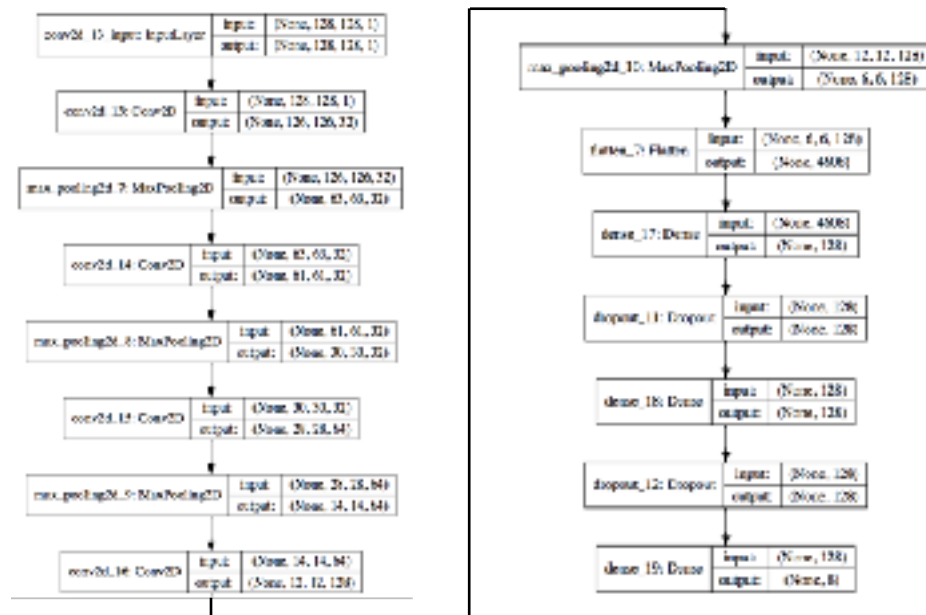 conv2d_13_input: InputLayer
input: (None, 128, 128, 1)
output: (None, 128, 128, 1)
conv2d_13: Conv2D
input: (None, 128, 128, 1)
output: (None, 126, 126, 32)
max_pooling2d_7: MaxPooling2D
input: (None, 126, 126, 32)
output: (None, 63, 63, 32)
conv2d_14: Conv2D
input: (None, 63, 63, 32)
output: (None, 61, 61, 32)
max_pooling2d_8: MaxPooling2D
input: (None, 61, 61, 32)
output: (None, 30, 30, 32)
conv2d_15: Conv2D
input: (None, 30, 30, 32)
output: (None, 28, 28, 64)
max_pooling2d_9: MaxPooling2D
input: (None, 28, 28, 64)
output: (None, 14, 14, 64)
conv2d_16: Conv2D
input: (None, 14, 14, 64)
output: (None, 12, 12, 128)
max_pooling2d_10: MaxPooling2D
input: (None, 12, 12, 128)
output: (None, 6, 6, 128)
flatten_7: Flatten
input: (None, 6, 6, 128)
output: (None, 4608)
dense_17: Dense
input: (None, 4608)
output: (None, 128)
dropout_11: Dropout
input: (None, 128)
output: (None, 128)
dense_18: Dense
input: (None, 128)
output: (None, 128)
dropout_12: Dropout
input: (None, 128)
output: (None, 128)
dense_19: Dense
input: (None, 128)
output: (None, 8)